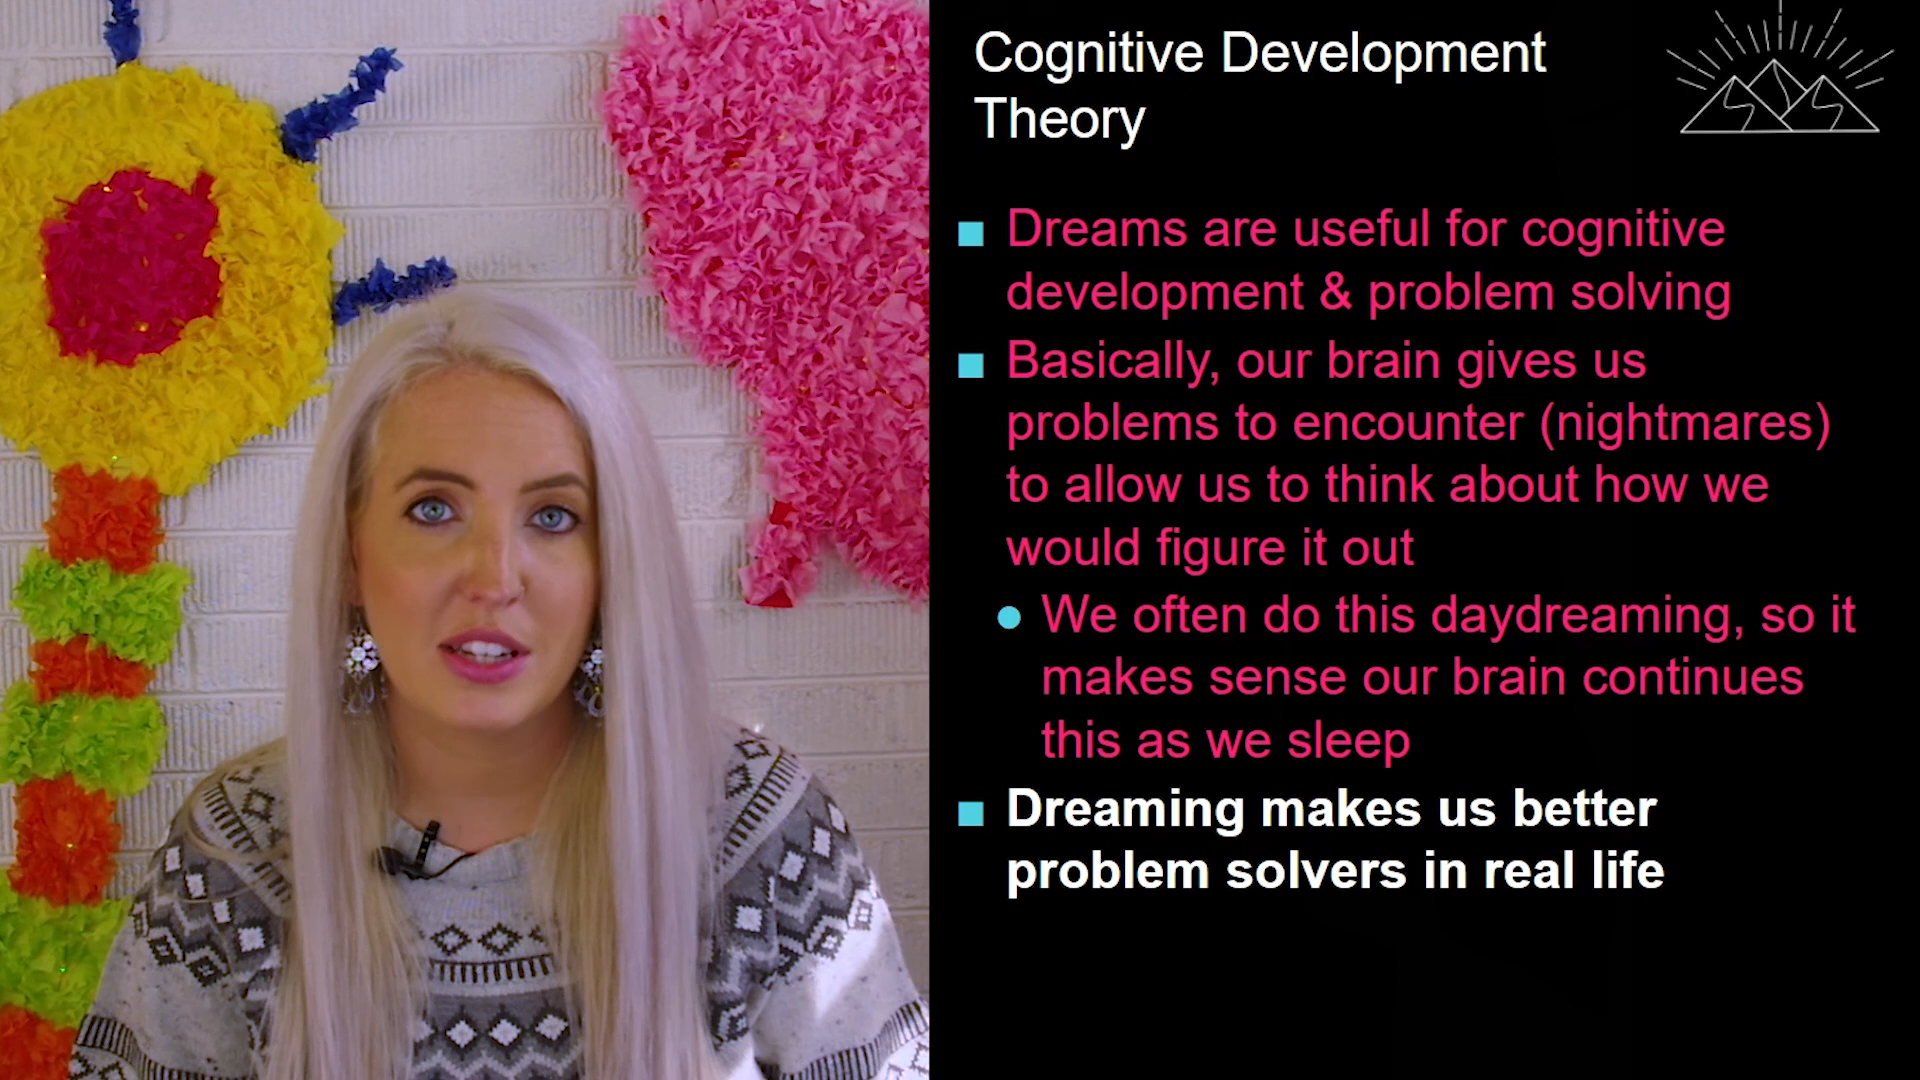 Cognitive Development
Theory
Dreams are useful for cognitive
development & problem solving
Basically, our brain gives us
problems to encounter (nightmares)
to allow us to think about how we
would figure it out
We often do this daydreaming, so it
makes sense our brain continues
this as we sleep
Dreaming makes us better
problem solvers in real life